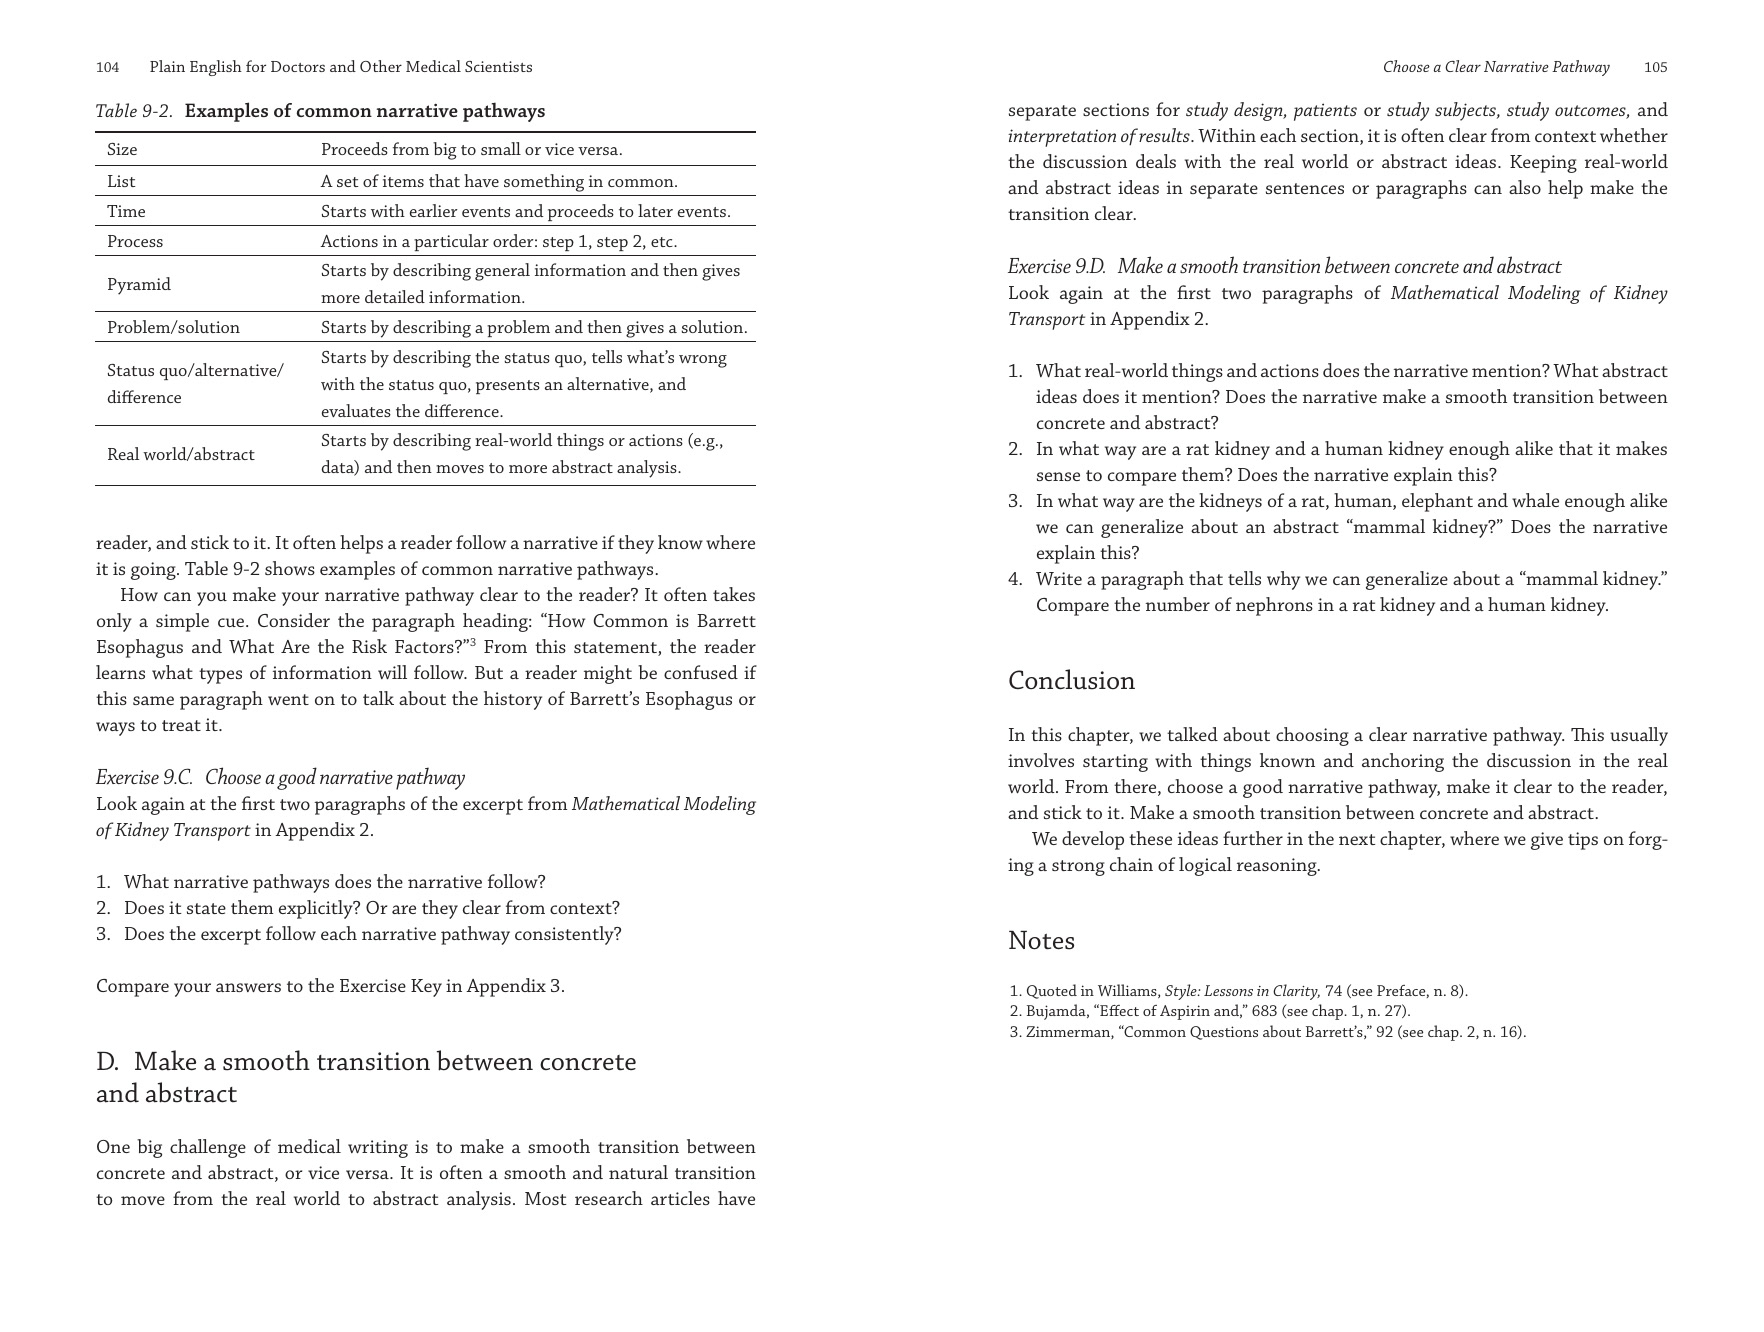 104 Plain English for Doctors and Other Medical Scientists
Table 9-2. Examples of common narrative pathways
Size Proceeds from big to small or vice versa.
List A set of items that have something in common.
Time Starts with earlier events and proceeds to later events.
Process Actions in a particular order: step 1, step 2, etc.
Pyramid Starts by describing general information and then gives
more detailed information.
Problem/solution Starts by describing a problem and then gives a solution.
Status quo/alternative/
difference
Starts by describing the status quo, tells what’s wrong
with the status quo, presents an alternative, and
evaluates the difference.
Real world/abstract Starts by describing real-world things or actions (e.g.,
data) and then moves to more abstract analysis.
reader, and stick to it. It often helps a reader follow a narrative if they know where
it is going. Table 9-2 shows examples of common narrative pathways.
How can you make your narrative pathway clear to the reader? It often takes
only a simple cue. Consider the paragraph heading: “How Common is Barrett
Esophagus and What Are the Risk Factors?”3 From this statement, the reader
learns what types of information will follow. But a reader might be confused if
this same paragraph went on to talk about the history of Barrett’s Esophagus or
ways to treat it.
Exercise 9.C. Choose a good narrative pathway
Look again at the first two paragraphs of the excerpt from Mathematical Modeling
of Kidney Transport in Appendix 2.
1. What narrative pathways does the narrative follow?
2. Does it state them explicitly? Or are they clear from context?
3. Does the excerpt follow each narrative pathway consistently?
Compare your answers to the Exercise Key in Appendix 3.
D. Make a smooth transition between concrete
and abstract
One big challenge of medical writing is to make a smooth transition between
concrete and abstract, or vice versa. It is often a smooth and natural transition
to move from the real world to abstract analysis. Most research articles have
Choose a Clear Narrative Pathway 105
separate sections for study design, patients or study subjects, study outcomes, and
interpretation of results. Within each section, it is often clear from context whether
the discussion deals with the real world or abstract ideas. Keeping real-world
and abstract ideas in separate sentences or paragraphs can also help make the
transition clear.
Exercise 9.D. Make a smooth transition between concrete and abstract
Look again at the first two paragraphs of Mathematical Modeling of Kidney
Transport in Appendix 2.
1. What real-world things and actions does the narrative mention? What abstract
ideas does it mention? Does the narrative make a smooth transition between
concrete and abstract?
2. In what way are a rat kidney and a human kidney enough alike that it makes
sense to compare them? Does the narrative explain this?
3. In what way are the kidneys of a rat, human, elephant and whale enough alike
we can generalize about an abstract “mammal kidney?” Does the narrative
explain this?
4. Write a paragraph that tells why we can generalize about a “mammal kidney.”
Compare the number of nephrons in a rat kidney and a human kidney.
Conclusion
In this chapter, we talked about choosing a clear narrative pathway. This usually
involves starting with things known and anchoring the discussion in the real
world. From there, choose a good narrative pathway, make it clear to the reader,
and stick to it. Make a smooth transition between concrete and abstract.
We develop these ideas further in the next chapter, where we give tips on forg-
ing a strong chain of logical reasoning.
Notes
1. Quoted in Williams, Style: Lessons in Clarity, 74 (see Preface, n. 8).
2. Bujamda, “Effect of Aspirin and,” 683 (see chap. 1, n. 27).
3. Zimmerman, “Common Questions about Barrett’s,” 92 (see chap. 2, n. 16).